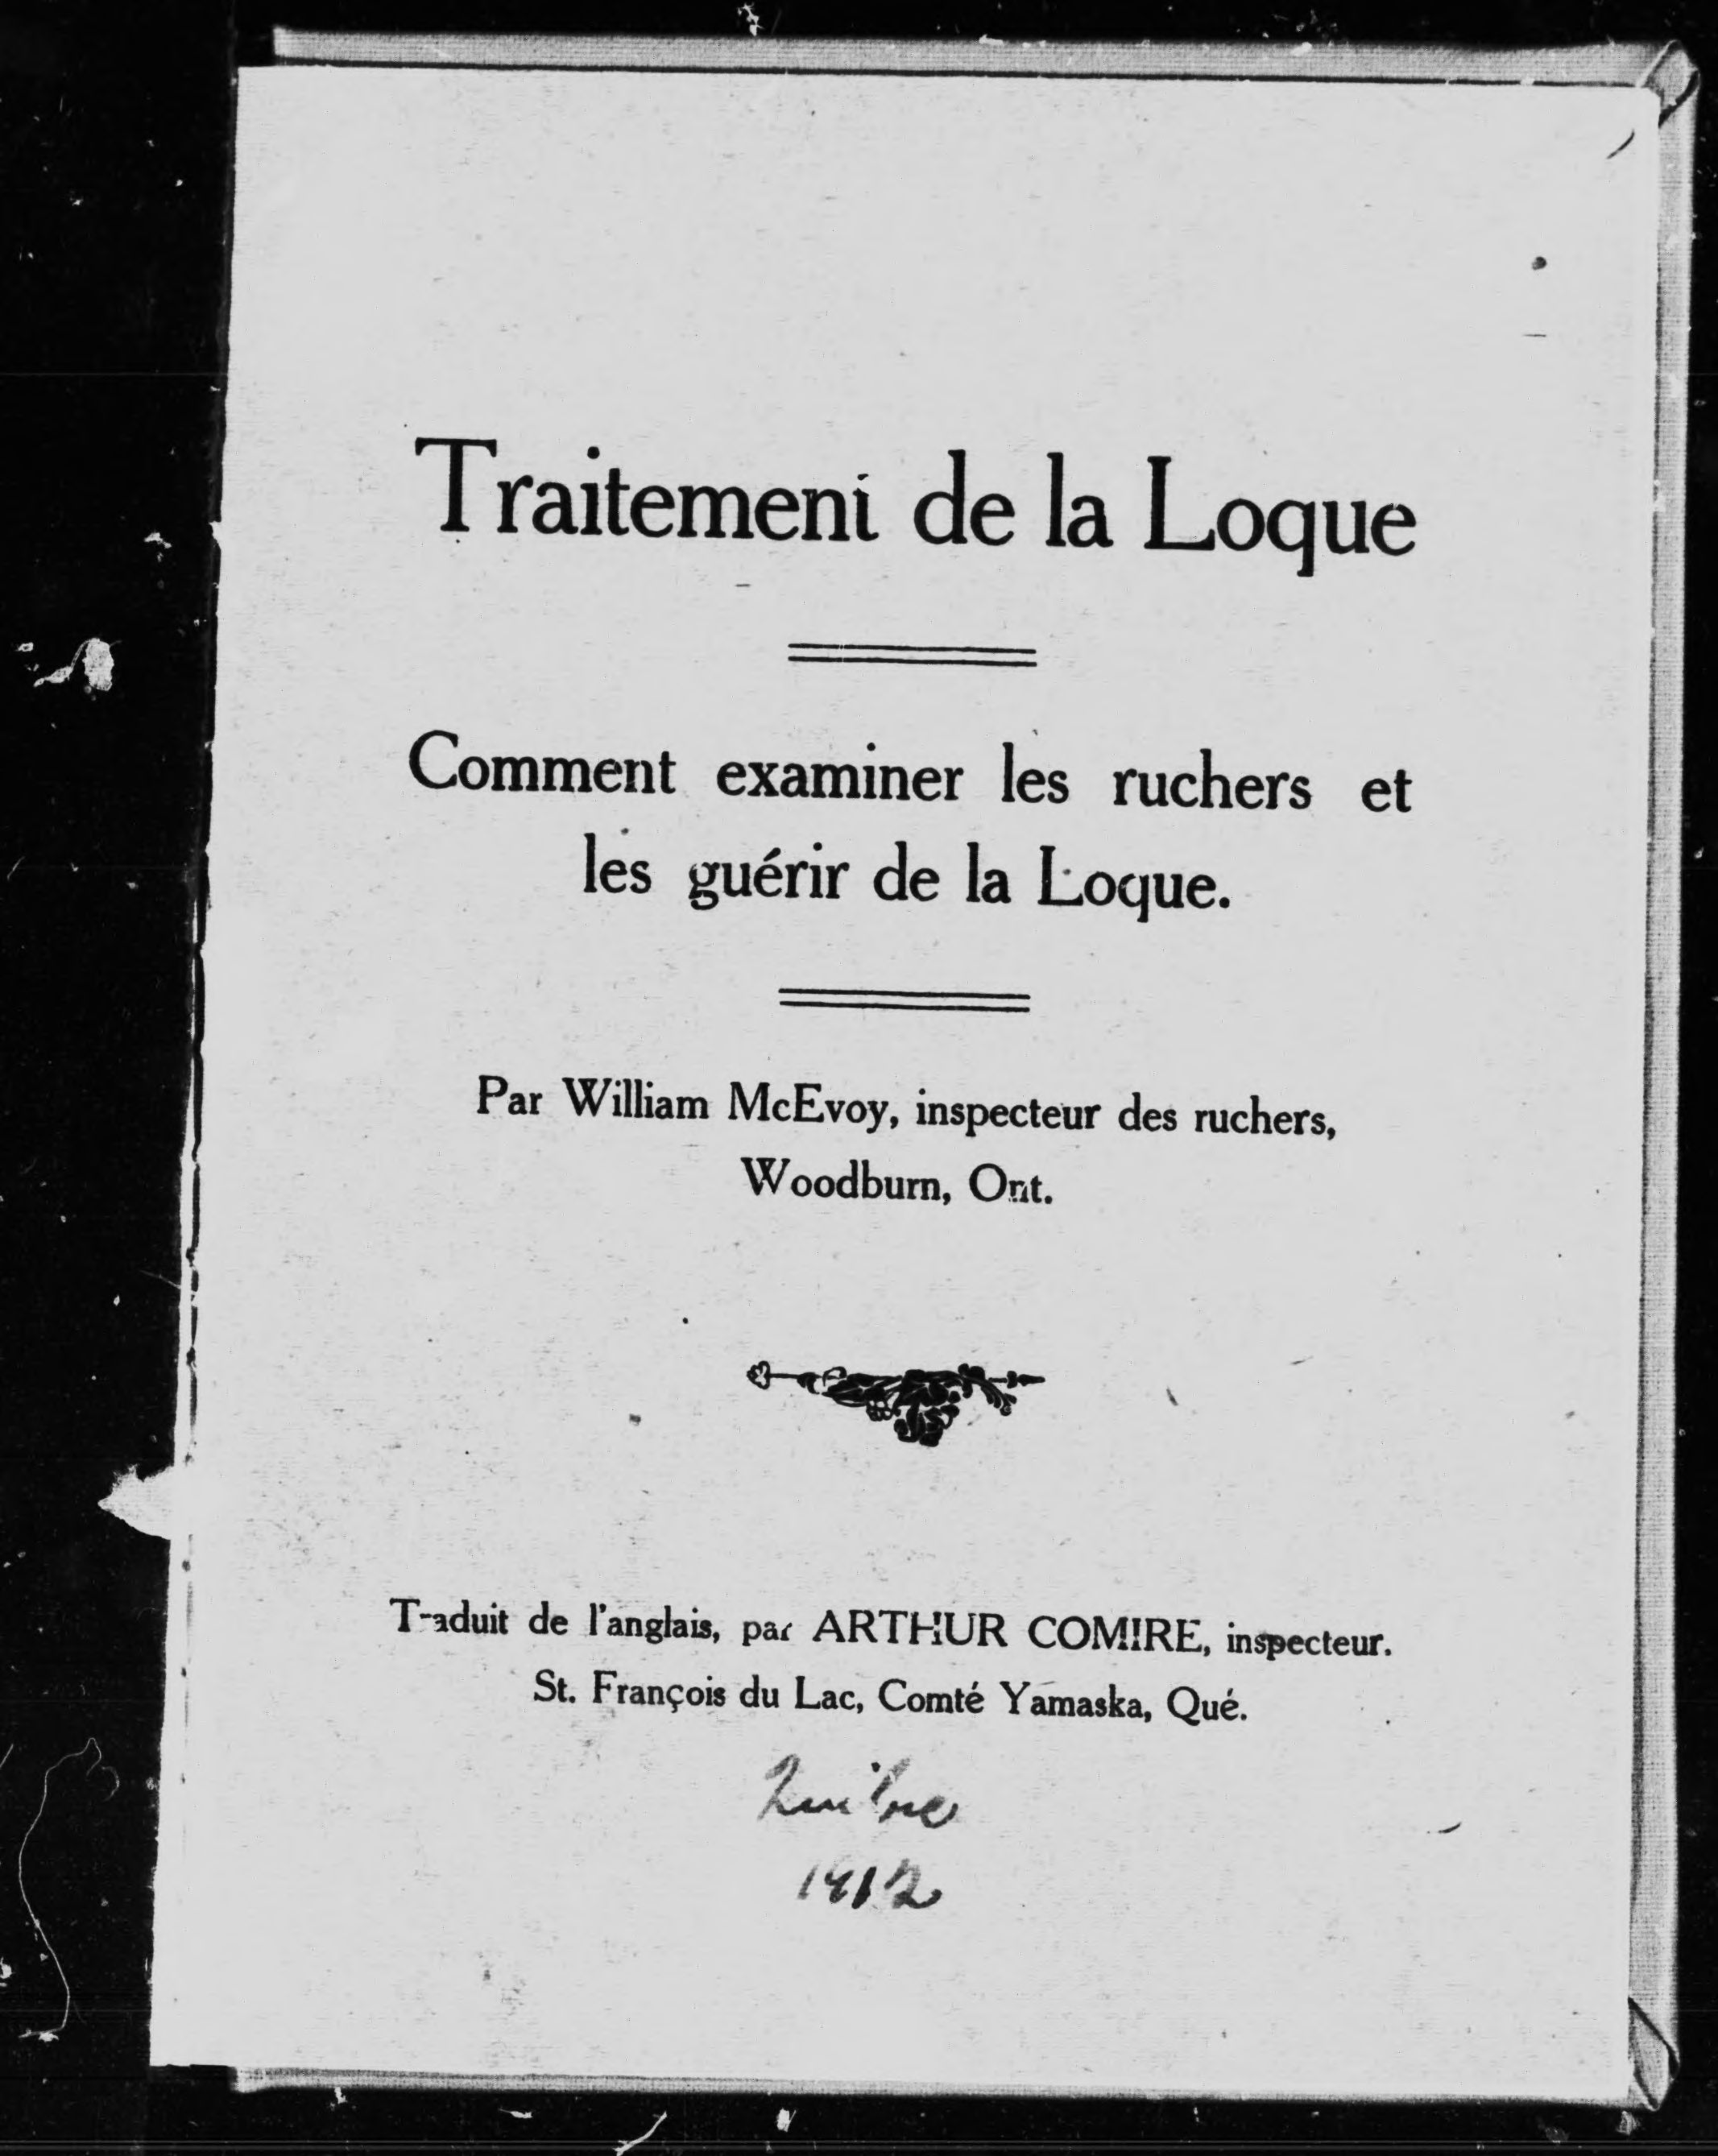 Traitement de la Loque
Comment examiner les ruchers et
les guérir de la Loque.
Par William McEvoy, inspecteur des ruchers,
Woodburn, Ont.
Traduit de l'anglais, par ARTHUR COMIRE, inspecteur.
St. François du Lac, Comté Yamaska, Qué.
1912